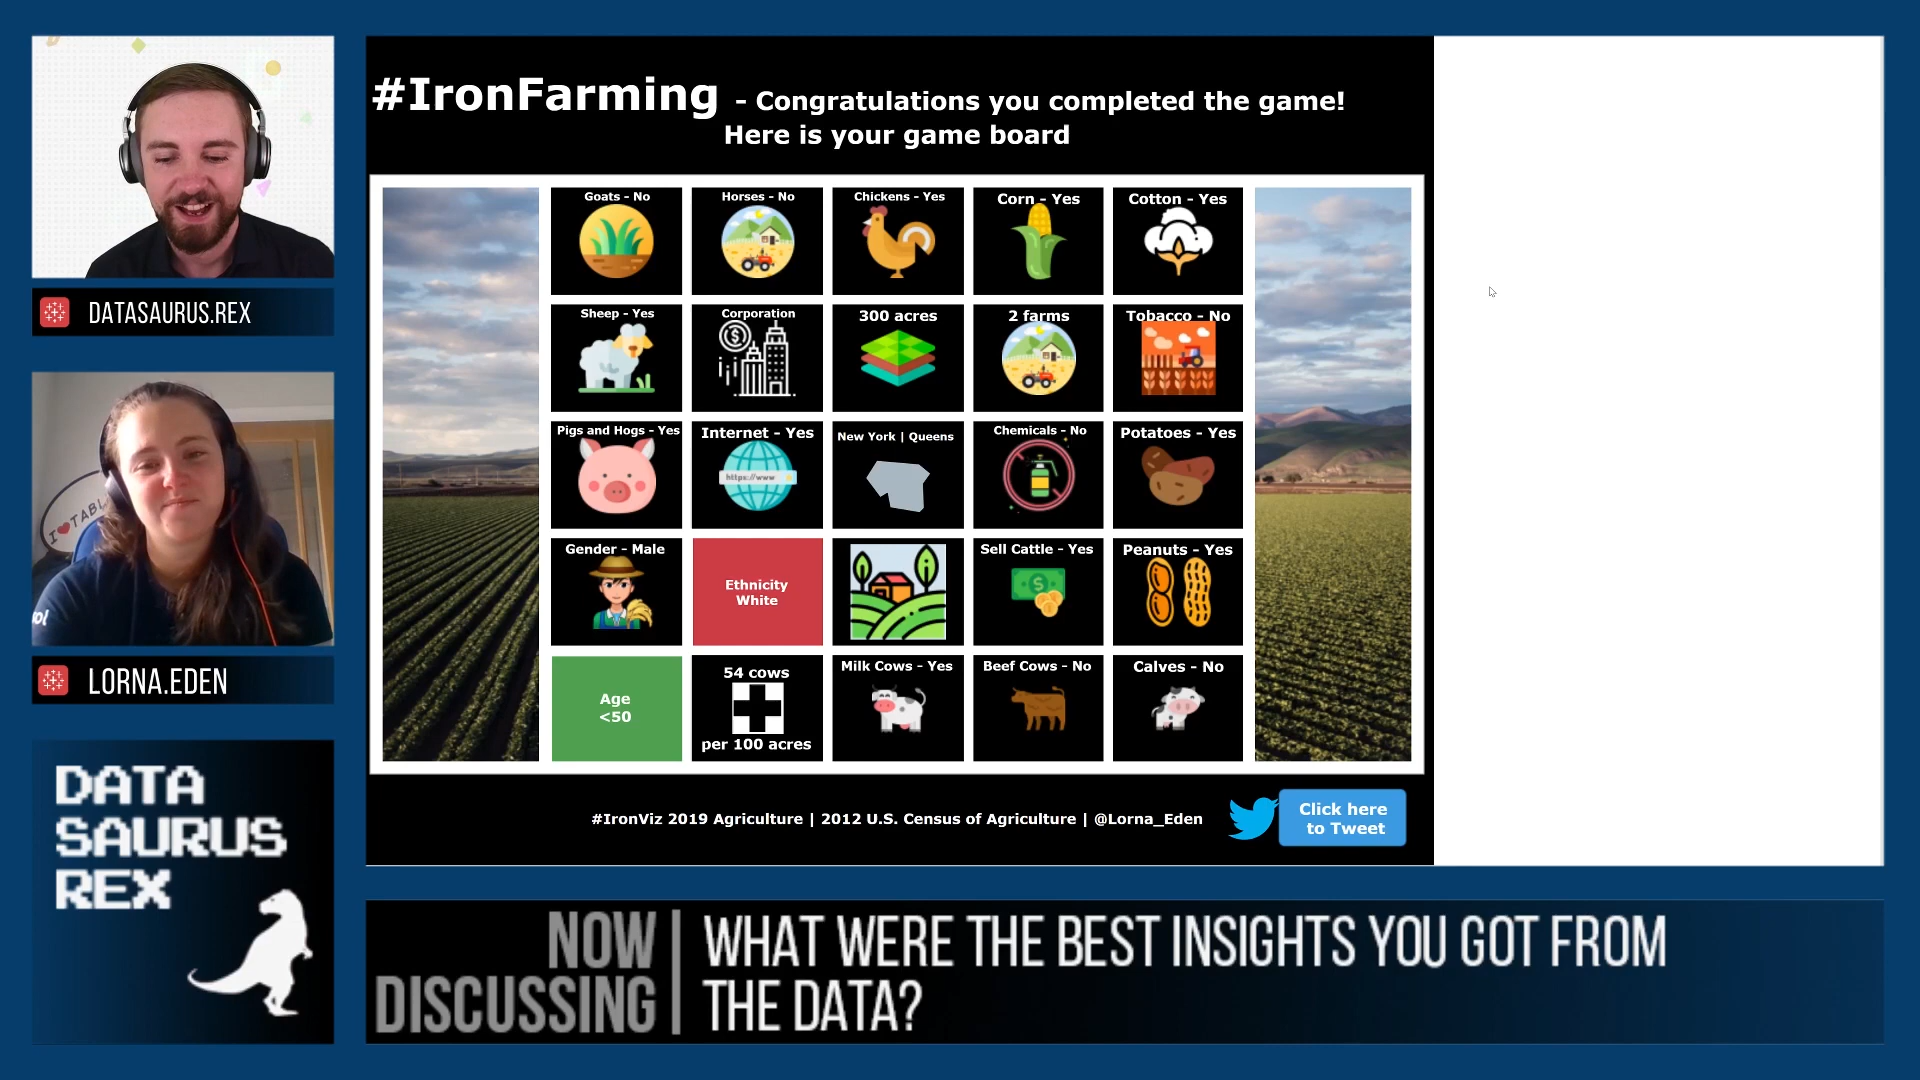 #IronFarming - Congratulations you completed the game!
Here is your game board
Goats - No
Horses - No
Chickens - Yes
Corn - Yes
Cotton - Yes
Sheep - Yes
Corporation
300 acres
2 farms
Tobacco - No
Pigs and Hogs - Yes
Internet - Yes
https://www
New York | Queens
Chemicals - No
Potatoes - Yes
Gender - Male
Ethnicity
White
Sell Cattle - Yes
Peanuts - Yes
Age
<50
54 cows
per 100 acres
Milk Cows - Yes
Beef Cows - No
Calves - No
#IronViz 2019 Agriculture | 2012 U.S. Census of Agriculture | @Lorna_Eden
Click here
to Tweet
DATASAURUS.REX
I ❤ TABL
LORNA.EDEN
DATA
SAURUS
REX
NOW
DISCUSSING
WHAT WERE THE BEST INSIGHTS YOU GOT FROM
THE DATA?